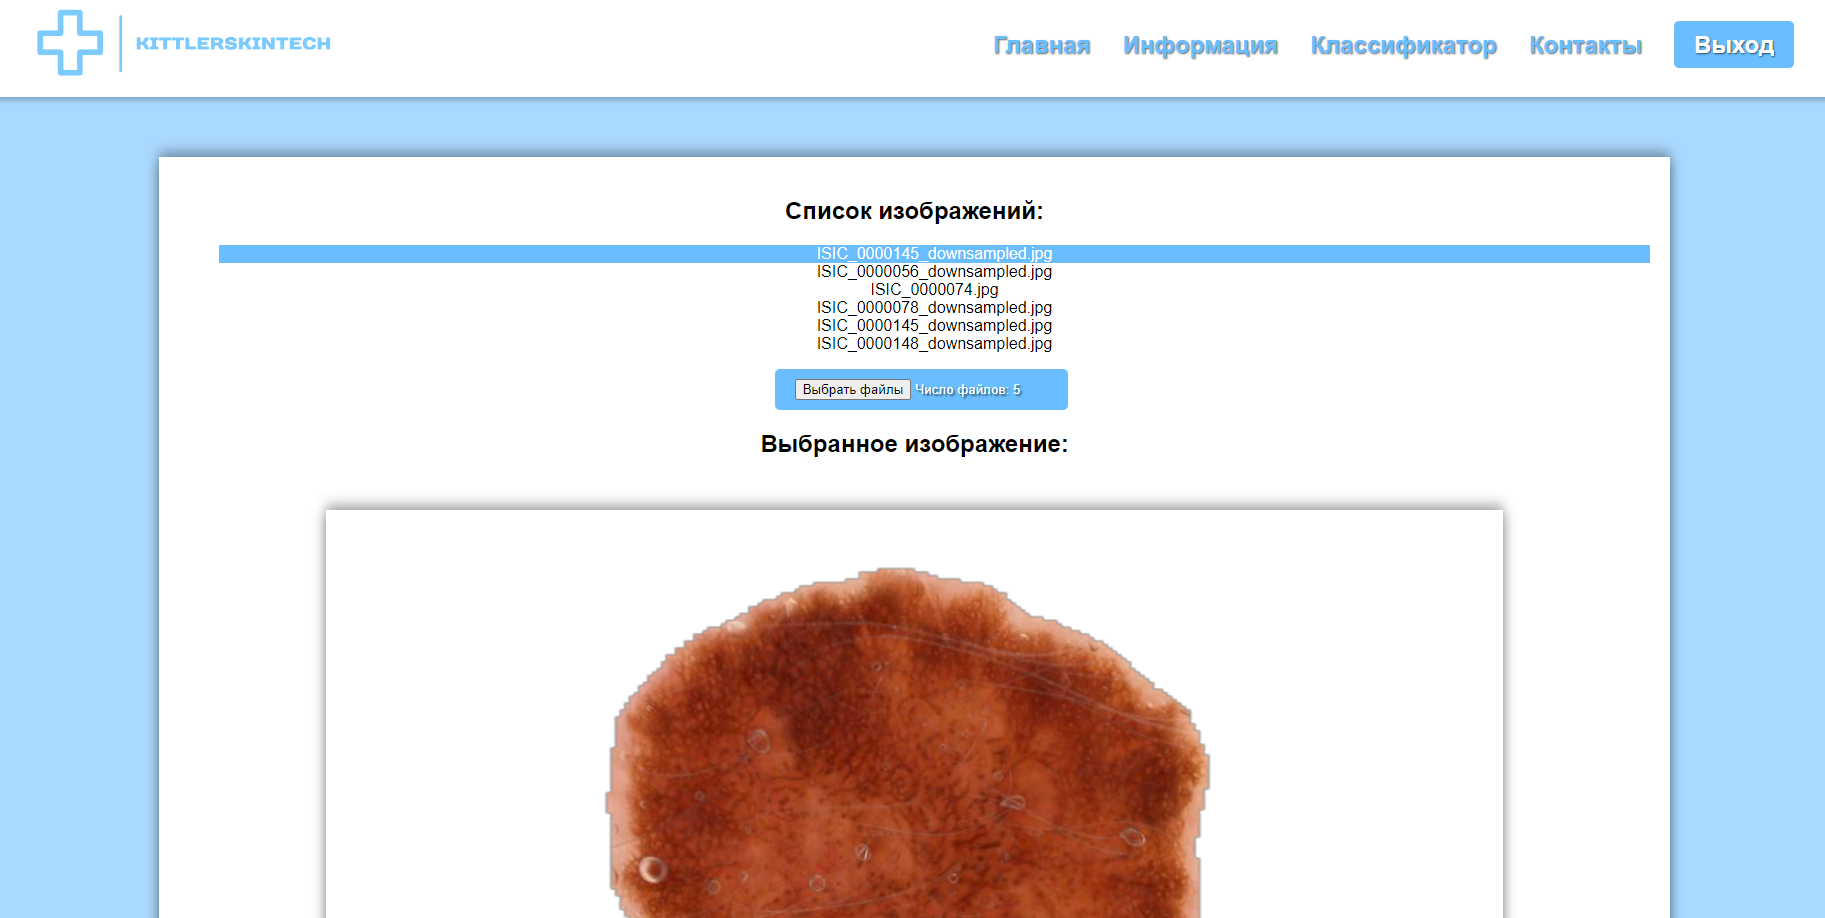 KITTLERSKINTECH
Главная Информация Классификатор Контакты Выход
Список изображений:
ISIC_0000145_downsampled.jpg
ISIC_0000056_downsampled.jpg
ISIC_0000074.jpg
ISIC_0000078_downsampled.jpg
ISIC_0000145_downsampled.jpg
ISIC_0000148_downsampled.jpg
Выбрать файлы Число файлов: 5
Выбранное изображение: